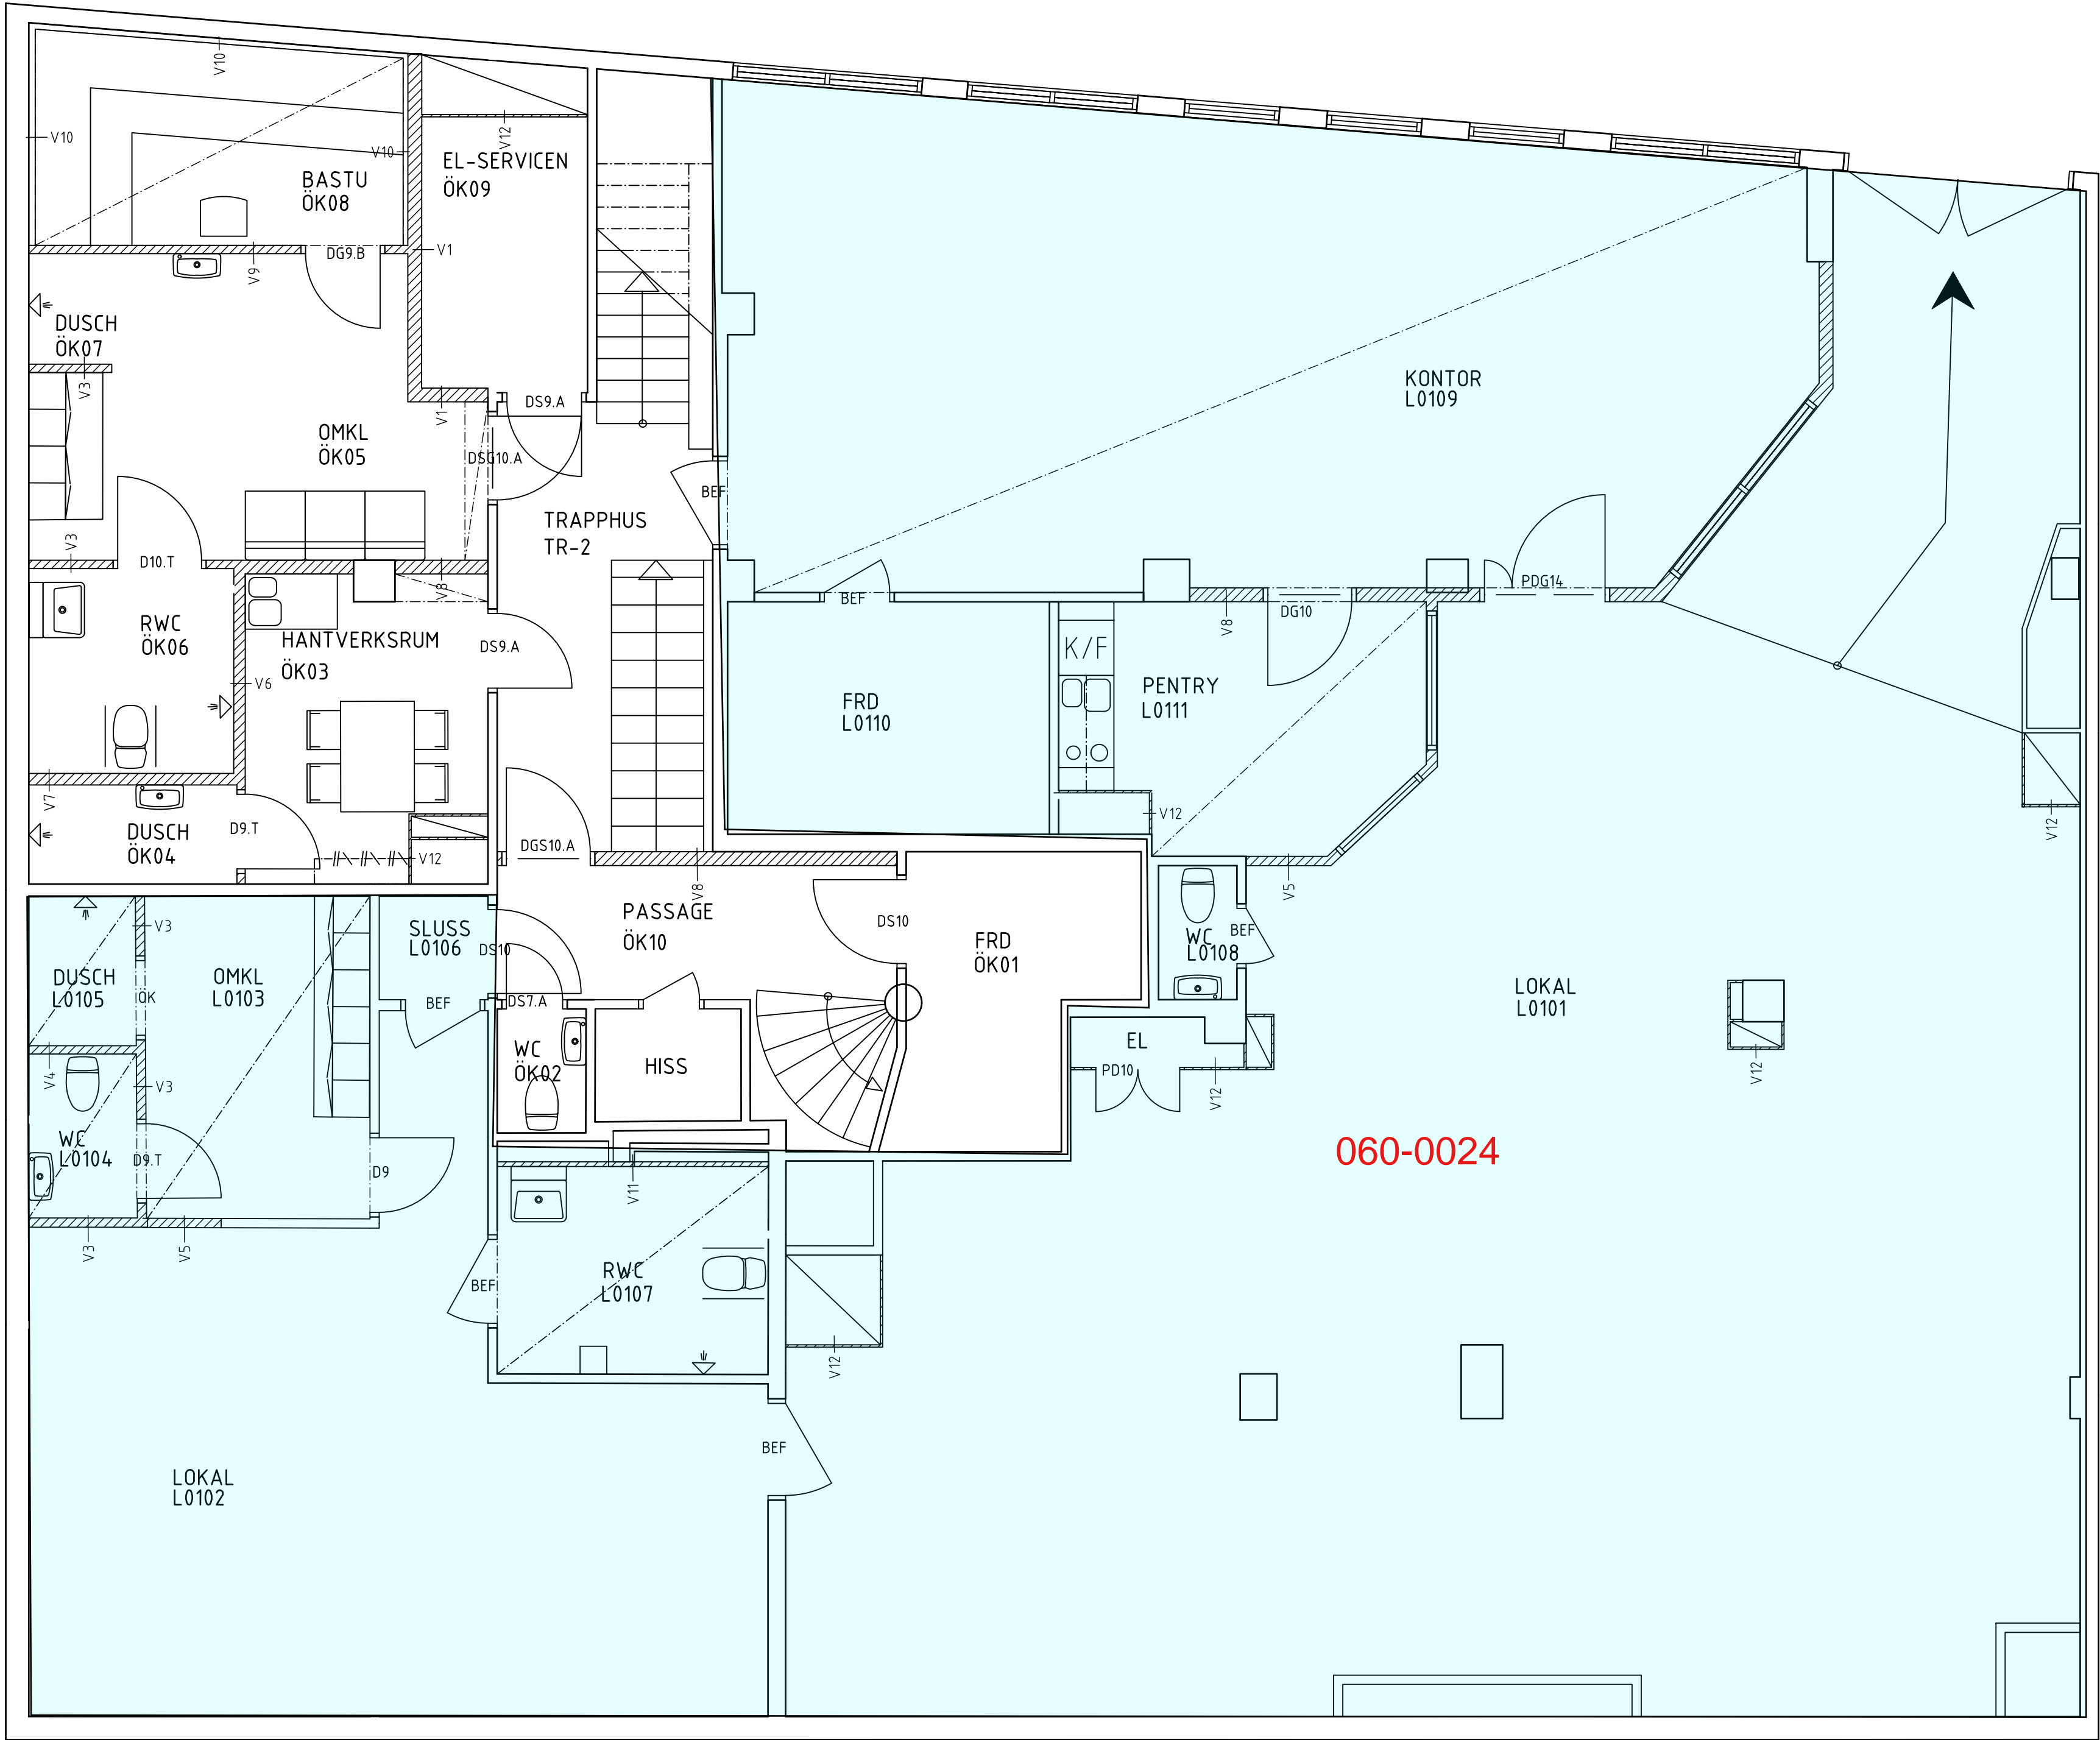 V10
V10
V10
BASTU
ÖK08
EL-SERVICEN
ÖK09
V12
V9
DG9.B
V1
DUSCH
ÖK07
V3
V1
DS9.A
OMKL
ÖK05
DSG10.A
KONTOR
L0109
BEF
TRAPPHUS
TR-2
V3
D10.T
V8
RWC
ÖK06
HANTVERKSRUM
ÖK03
DS9.A
V6
BEF
V8
DG10
PDG14
K/F
FRD
L0110
PENTRY
L0111
V7
V12
V12
DUSCH
ÖK04
D9.T
V12
DGS10.A
V8
V5
V3
SLUSS
L0106
DS10
PASSAGE
ÖK10
DS10
FRD
ÖK01
WC
L0108
BEF
DUSCH
L0105
ÖK
OMKL
L0103
BEF
DS7.A
LOKAL
L0101
V4
V3
WC
ÖK02
HISS
EL
PD10
V12
V12
WC
L0104
D9.T
D9
060-0024
V3
V5
V11
BEF
RWC
L0107
V12
BEF
LOKAL
L0102